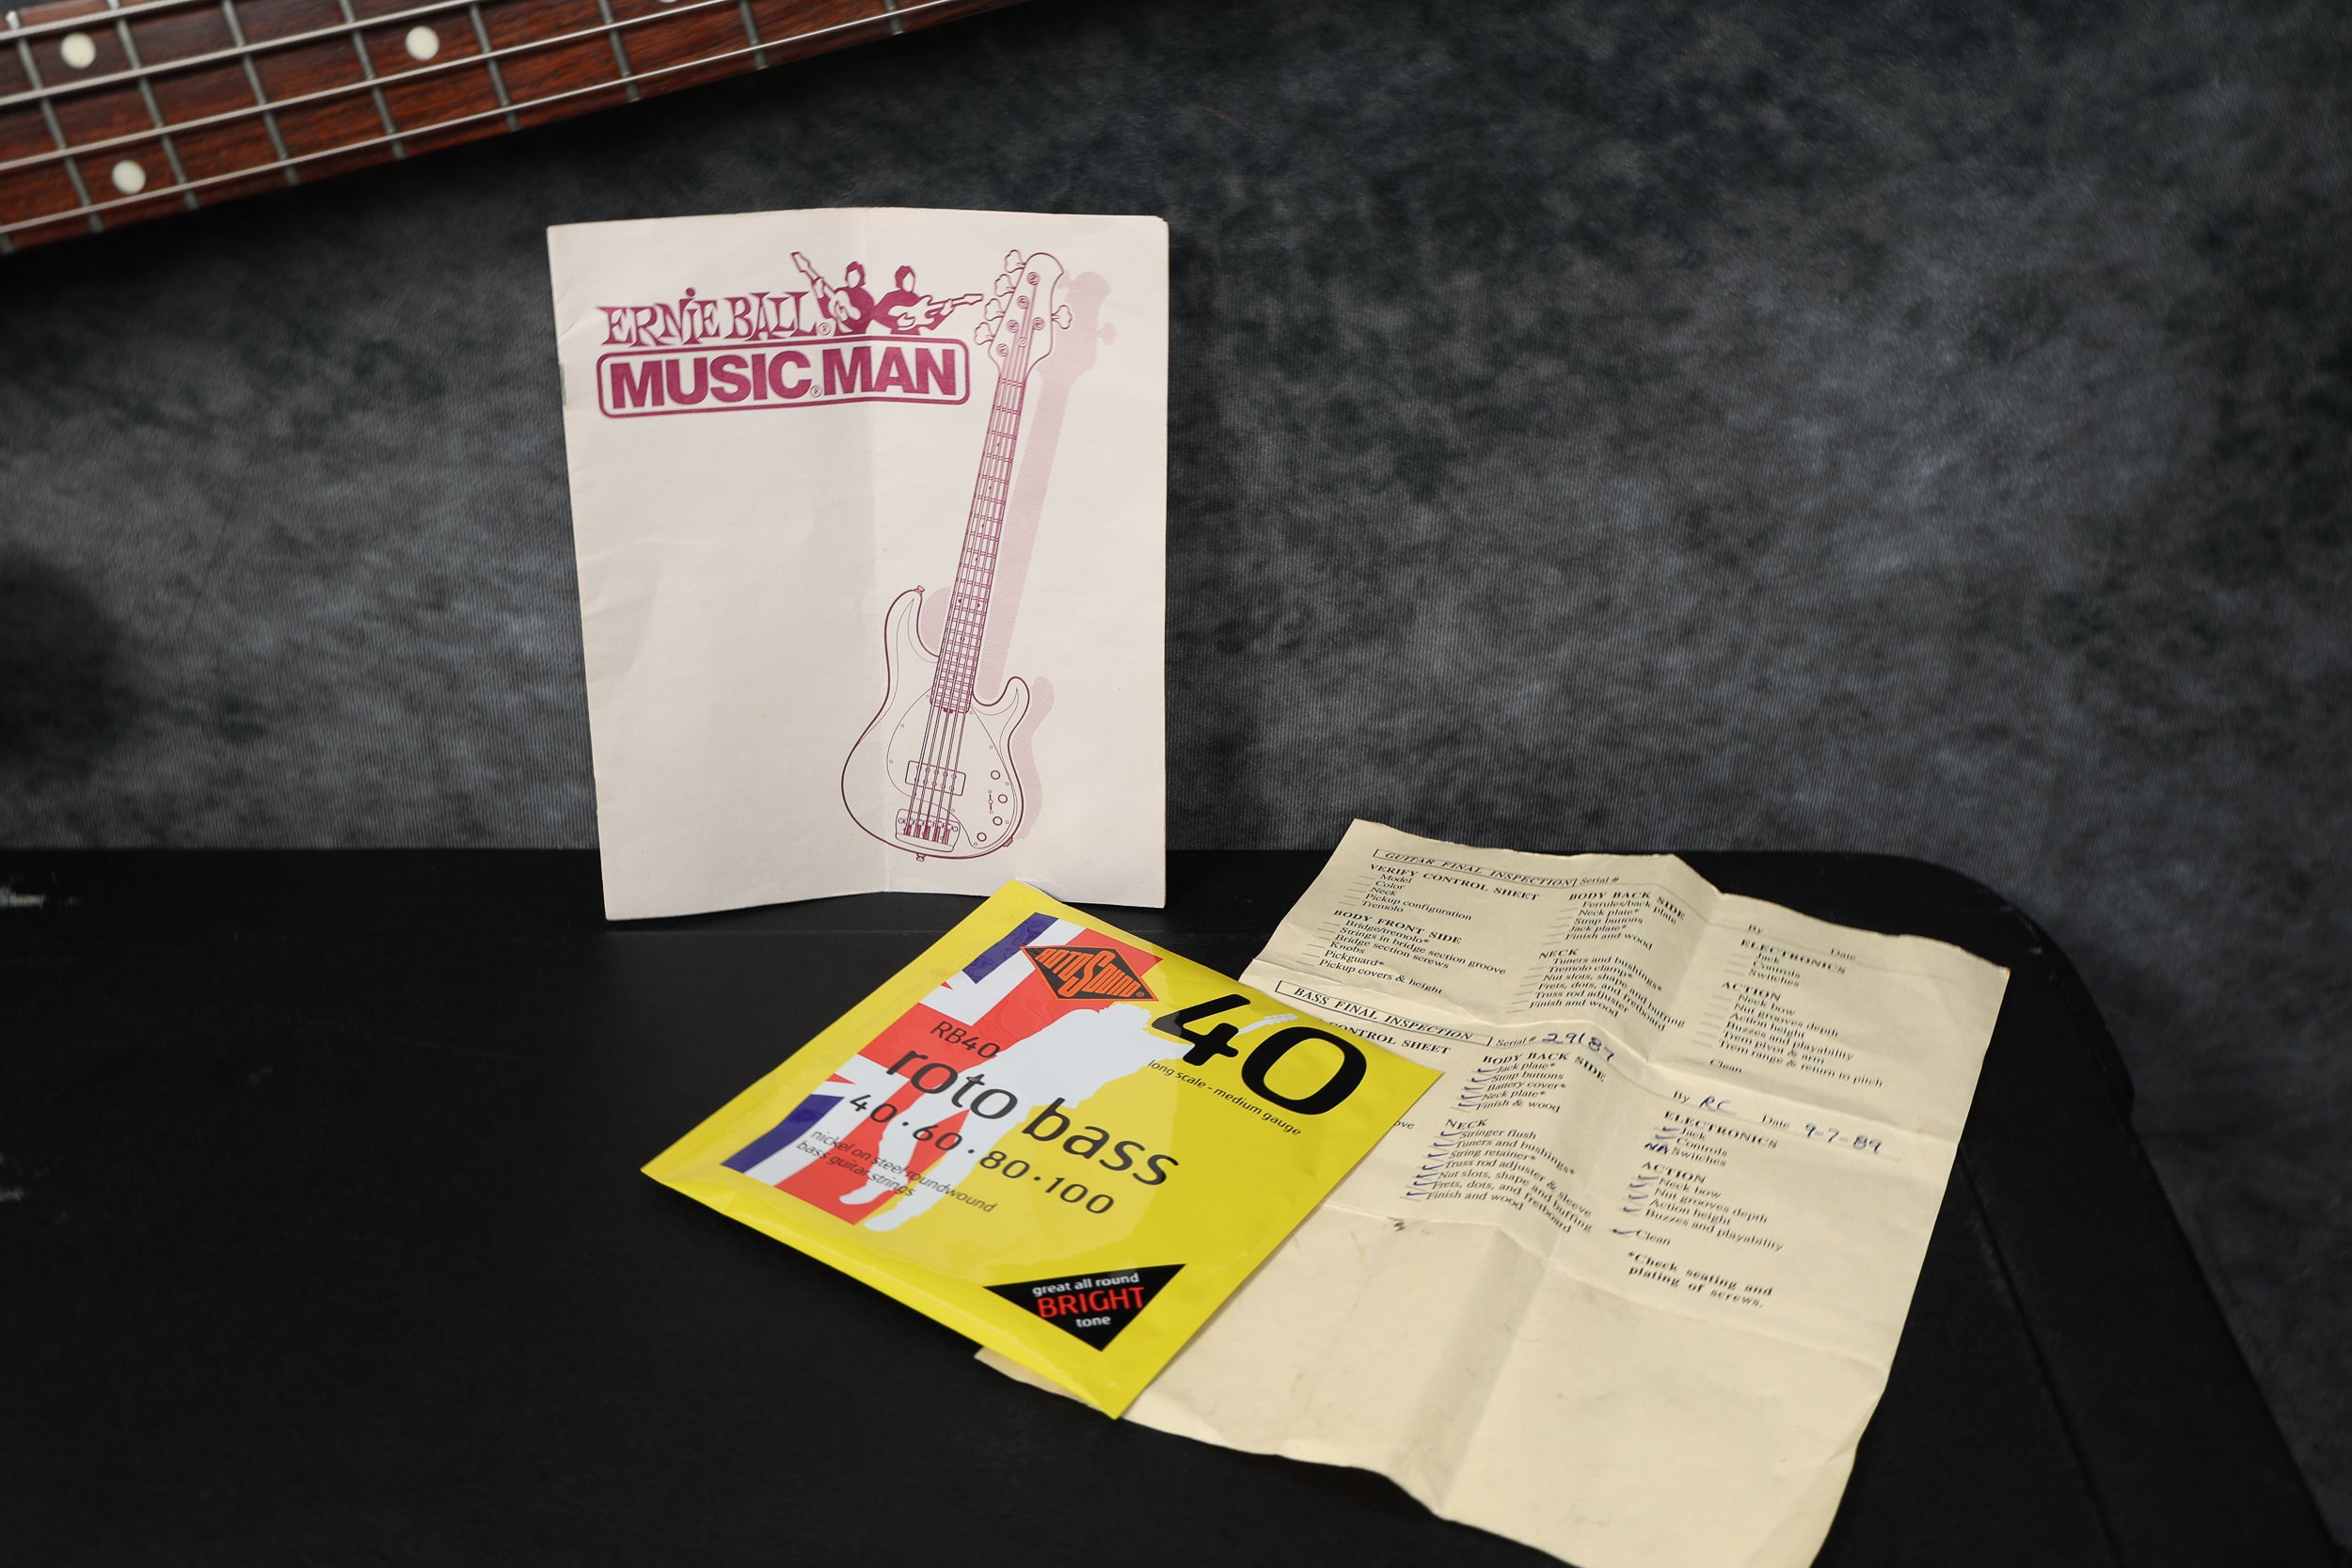 ERNIE BALL®
MUSIC MAN®
ROTOSOUND®
40
long scale - medium gauge
RB40
roto bass
40·60·80·100
nickel on steel roundwound
bass guitar strings
great all round
BRIGHT
tone
GUITAR FINAL INSPECTION Serial #
By
Date
VERIFY CONTROL SHEET
Model
Color
Neck
Pickup configuration
Tremolo
BODY FRONT SIDE
Bridge/tremolo*
Strings in bridge section groove
Bridge section screws
Knobs
Pickguard*
Pickup covers & height
BODY BACK SIDE
Ferrules/back plate
Neck plate*
Strap buttons
Jack plate*
Finish and wood
NECK
Tuners and bushings*
Tremolo clamp*
Nut slots, shape and buffing
Frets, dots, and fretboard
Truss rod adjuster
Finish and wood
ELECTRONICS
Jack
Controls
Switches
ACTION
Neck bow
Nut grooves depth
Action height
Buzzes and playability
Trem pivot & arm
Trem range & return to pitch
Clean
BASS FINAL INSPECTION Serial # 29187
By RC Date 9-7-89
CONTROL SHEET
BODY BACK SIDE
Jack plate*
Strap buttons
Battery cover*
Neck plate*
Finish & wood
NECK
Stringer flush
Tuners and bushings*
String retainer*
Truss rod adjuster & sleeve
Nut slots, shape and buffing
Frets, dots, and fretboard
Finish and wood
ELECTRONICS
Jack
Controls
NA Switches
ACTION
Neck bow
Nut grooves depth
Action height
Buzzes and playability
Clean
*Check seating and
plating of screws.